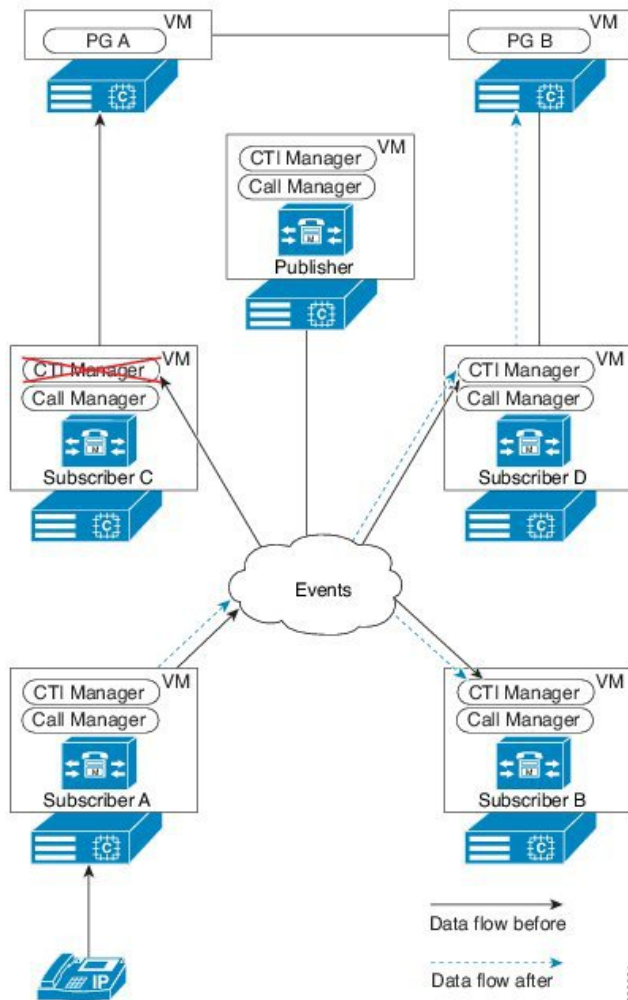 VM
PG A
VM
PG B
C
C
VM
CTI Manager
Call Manager
M
Publisher
C
VM
CTI Manager
Call Manager
M
Subscriber C
C
VM
CTI Manager
Call Manager
M
Subscriber D
C
Events
VM
CTI Manager
Call Manager
M
Subscriber A
C
VM
CTI Manager
Call Manager
M
Subscriber B
C
IP
Data flow before
Data flow after